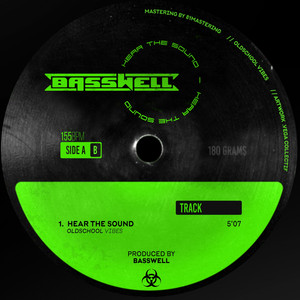 MASTERING BY BIMASTERING
// OLDSCHOOL VIBES
// ARTWORK: VEGA COLLECTIF
HEAR THE SOUND – HEAR THE SOUND –
BASSWELL
155BPM
SIDE A B
180 GRAMS
TRACK
1. HEAR THE SOUND 5"07
OLDSCHOOL VIBES
PRODUCED BY
BASSWELL